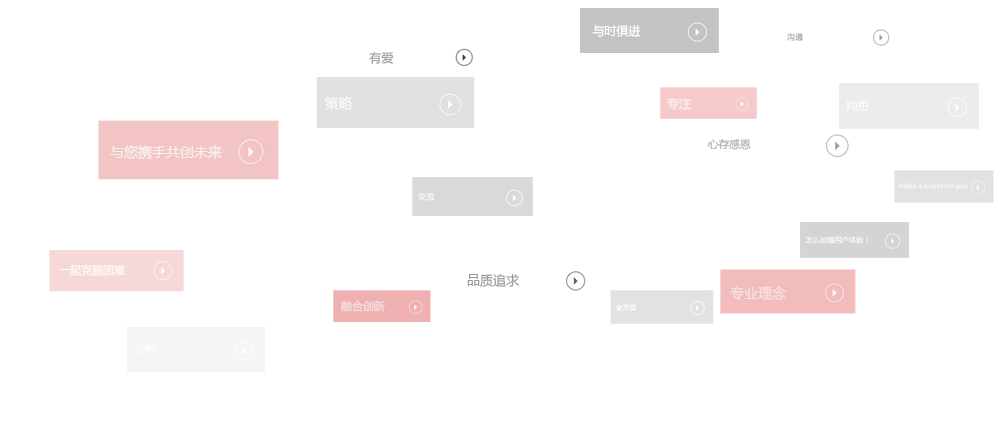 与时俱进
沟通
有爱
策略
专注
构思
与您携手共创未来
心存感恩
Make a brand for you
交流
怎么加强用户体验！
一起克服困难
品质追求
专业理念
融合创新
全方位
分析